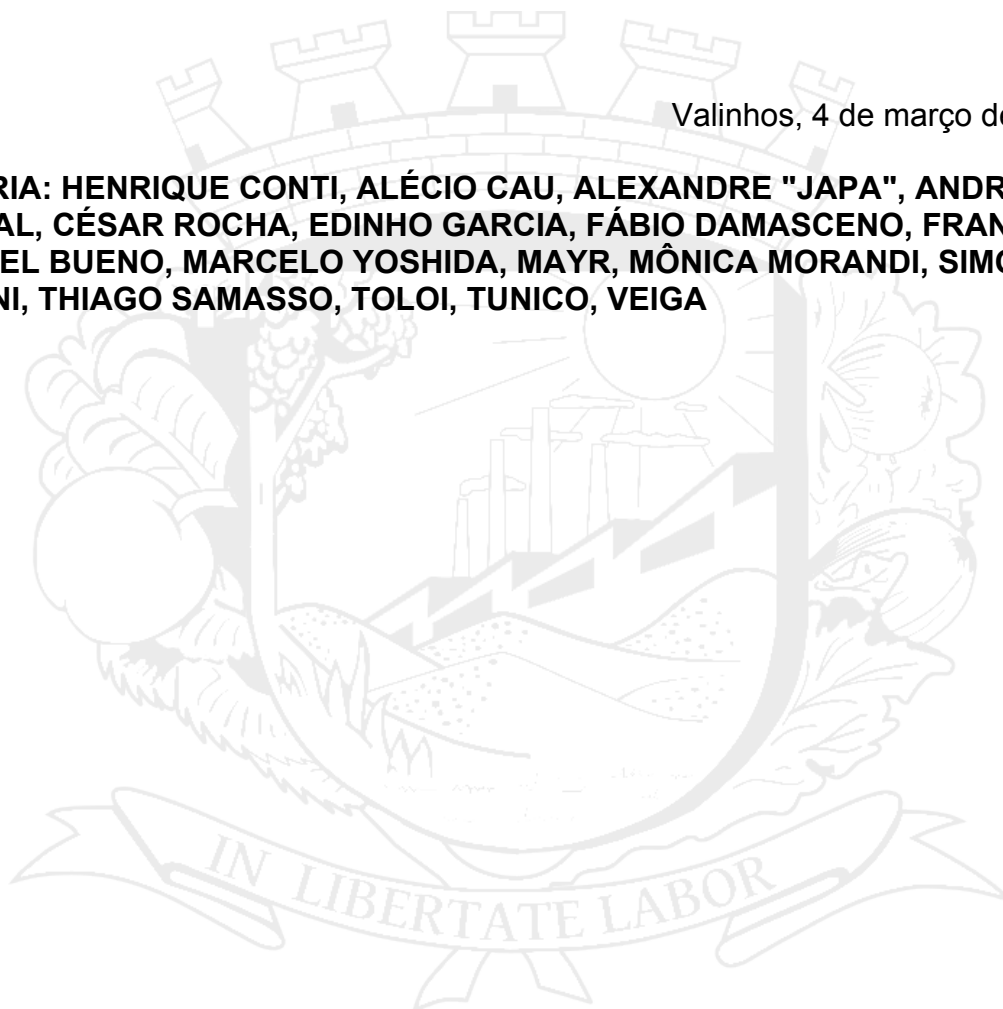 Valinhos, 4 de março de
RIA: HENRIQUE CONTI, ALÉCIO CAU, ALEXANDRE "JAPA", ANDR
AL, CÉSAR ROCHA, EDINHO GARCIA, FÁBIO DAMASCENO, FRAN
EL BUENO, MARCELO YOSHIDA, MAYR, MÔNICA MORANDI, SIMO
NI, THIAGO SAMASSO, TOLOI, TUNICO, VEIGA
IN LIBERTATE LABOR